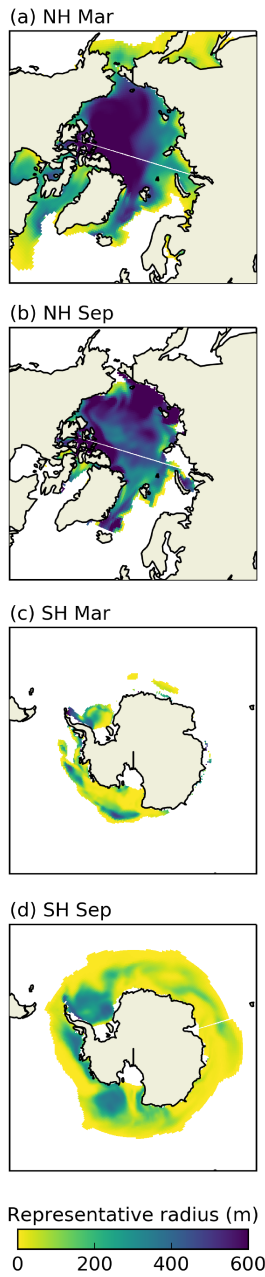 (a) NH Mar
(b) NH Sep
(c) SH Mar
(d) SH Sep
Representative radius (m)
0 200 400 600